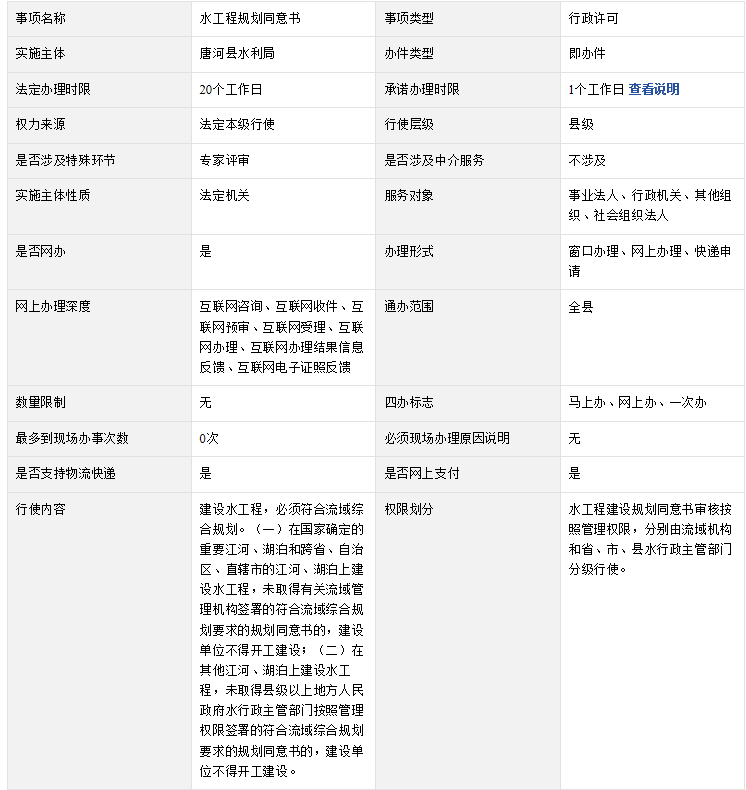 事项名称 水工程规划同意书 事项类型 行政许可
实施主体 唐河县水利局 办件类型 即办件
法定办理时限 20个工作日 承诺办理时限 1个工作日 查看说明
权力来源 法定本级行使 行使层级 县级
是否涉及特殊环节 专家评审 是否涉及中介服务 不涉及
实施主体性质 法定机关 服务对象 事业法人、行政机关、其他组
织、社会组织法人
是否网办 是 办理形式 窗口办理、网上办理、快递申
请
网上办理深度 互联网咨询、互联网收件、互 通办范围 全县
联网预审、互联网受理、互联
网办理、互联网办理结果信息
反馈、互联网电子证照反馈
数量限制 无 四办标志 马上办、网上办、一次办
最多到现场办事次数 0次 必须现场办理原因说明 无
是否支持物流快递 是 是否网上支付 是
行使内容 建设水工程，必须符合流域综 权限划分 水工程建设规划同意书审核按
合规划。（一）在国家确定的 照管理权限，分别由流域机构
重要江河、湖泊和跨省、自治 和省、市、县水行政主管部门
区、直辖市的江河、湖泊上建 分级行使。
设水工程，未取得有关流域管
理机构签署的符合流域综合规
划要求的规划同意书的，建设
单位不得开工建设；（二）在
其他江河、湖泊上建设水工
程，未取得县级以上地方人民
政府水行政主管部门按照管理
权限签署的符合流域综合规划
要求的规划同意书的，建设单
位不得开工建设。